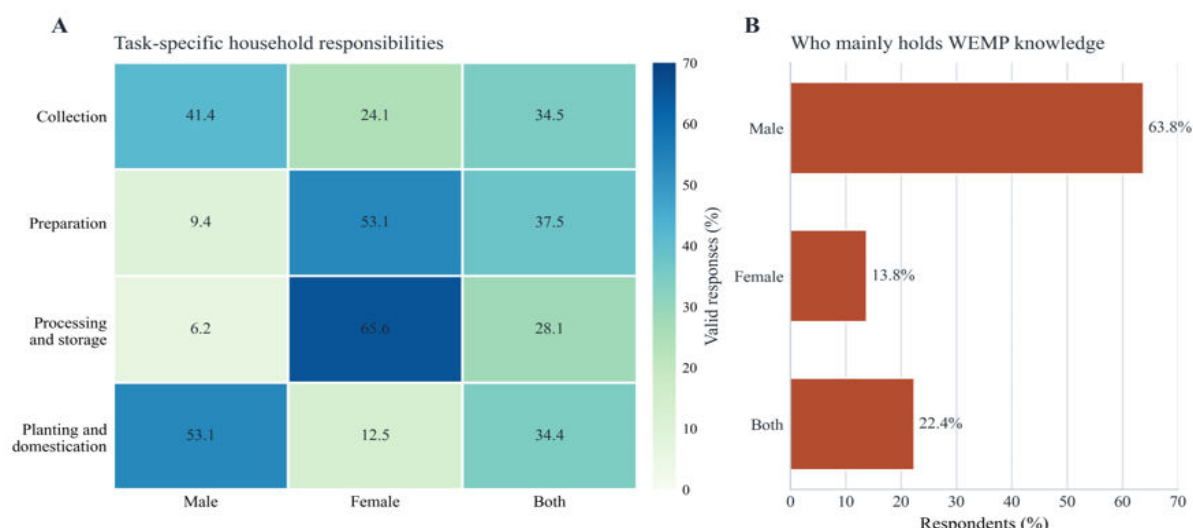 A
Task-specific household responsibilities
Collection
41.4
24.1
34.5
Preparation
9.4
53.1
37.5
Processing
and storage
6.2
65.6
28.1
Planting and
domestication
53.1
12.5
34.4
Male
Female
Both
70
60
50
40
30
20
10
0
Valid responses (%)
B
Who mainly holds WEMP knowledge
Male
63.8%
Female
13.8%
Both
22.4%
0 10 20 30 40 50 60 70
Respondents (%)